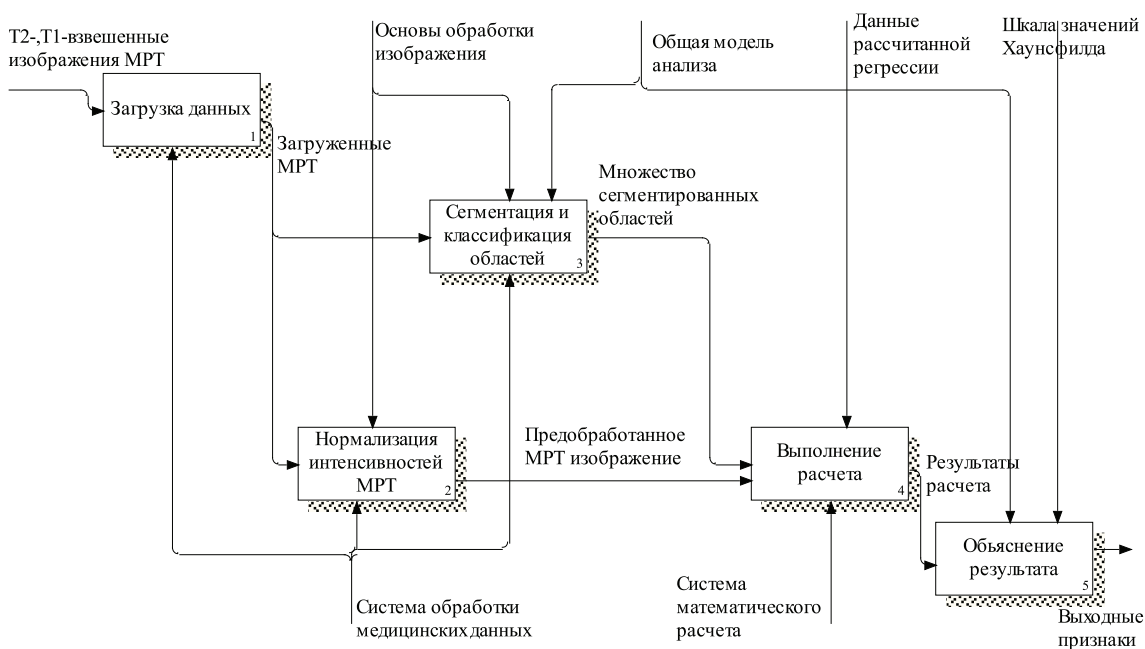 Т2-,Т1-взвешенные
изображения МРТ
Основы обработки
изображения
Общая модель
анализа
Данные
рассчитанной
регрессии
Шкала значений
Хаунсфилда
Загрузка данных
1
Загруженные
МРТ
Множество
сегментированных
областей
Сегментация и
классификация
областей
3
Нормализация
интенсивностей
МРТ
2
Предобработанное
МРТ изображение
Выполнение
расчета
4
Результаты
расчета
Обьяснение
результата
5
Система обработки
медицинских данных
Система
математического
расчета
Выходные
признаки